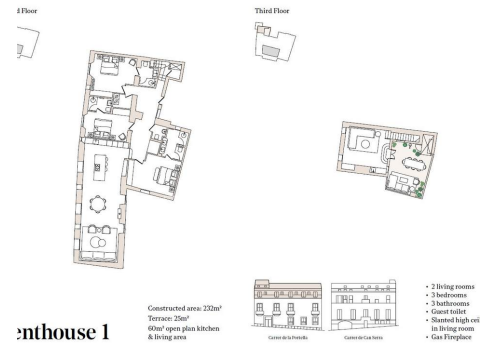 d Floor
Third Floor
Constructed area: 232m²
Terrace: 25m²
60m² open plan kitchen
& living area
enthouse 1
Carrer de la Portella
Carrer de Can Serra
• 2 living rooms
• 3 bedrooms
• 3 bathrooms
• Guest toilet
• Slanted high cei
in living room
• Gas Fireplace